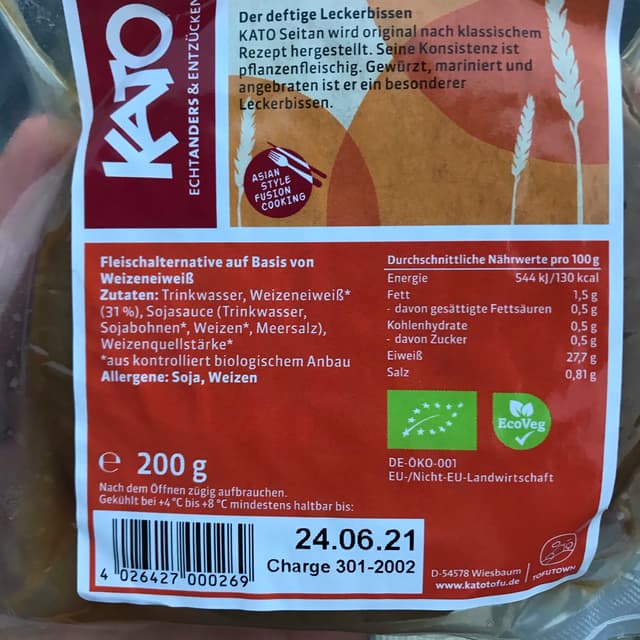 KATO
ECHTANDERS & ENTZÜCKEN
Der deftige Leckerbissen
KATO Seitan wird original nach klassischem
Rezept hergestellt. Seine Konsistenz ist
pflanzenfleischig. Gewürzt, mariniert und
angebraten ist er ein besonderer
Leckerbissen.
ASIAN
STYLE
FUSION
COOKING
Fleischalternative auf Basis von
Weizeneiweiß
Zutaten: Trinkwasser, Weizeneiweiß*
(31 %), Sojasauce (Trinkwasser,
Sojabohnen*, Weizen*, Meersalz),
Weizenquellstärke*
*aus kontrolliert biologischem Anbau
Allergene: Soja, Weizen
Durchschnittliche Nährwerte pro 100 g
Energie 544 kJ/130 kcal
Fett 1,5 g
- davon gesättigte Fettsäuren 0,5 g
Kohlenhydrate 0,5 g
- davon Zucker 0,5 g
Eiweiß 27,7 g
Salz 0,81 g
EcoVeg
DE-ÖKO-001
EU-/Nicht-EU-Landwirtschaft
e 200 g
Nach dem Öffnen zügig aufbrauchen.
Gekühlt bei +4 °C bis +8 °C mindestens haltbar bis:
24.06.21
Charge 301-2002
4 026427 000269
D-54578 Wiesbaum
www.katotofu.de
TOFUTOWN